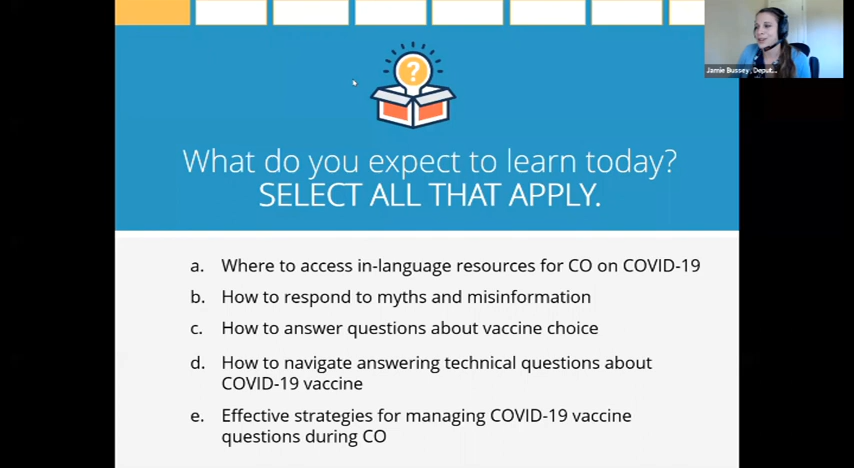 Jamie Bussey, Deput...
?
What do you expect to learn today?
SELECT ALL THAT APPLY.
a. Where to access in-language resources for CO on COVID-19
b. How to respond to myths and misinformation
c. How to answer questions about vaccine choice
d. How to navigate answering technical questions about
COVID-19 vaccine
e. Effective strategies for managing COVID-19 vaccine
questions during CO